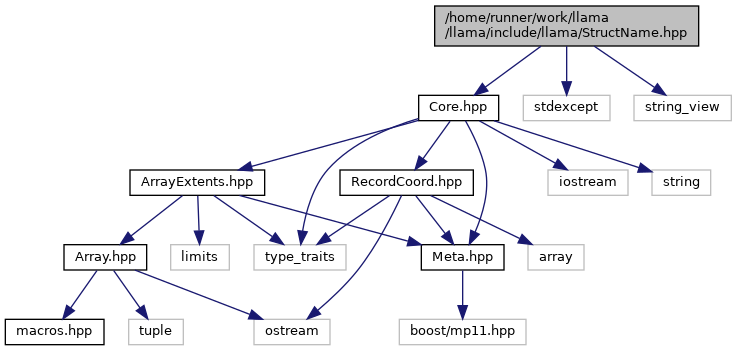 /home/runner/work/llama
/llama/include/llama/StructName.hpp
Core.hpp
stdexcept
string_view
ArrayExtents.hpp
RecordCoord.hpp
iostream
string
Array.hpp
limits
type_traits
Meta.hpp
array
macros.hpp
tuple
ostream
boost/mp11.hpp